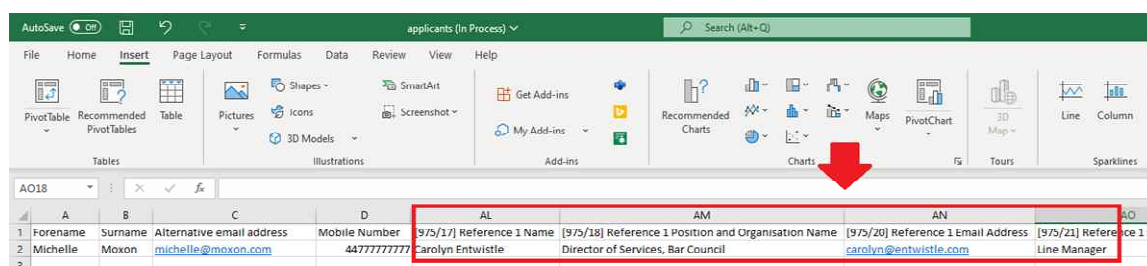 AutoSave Off applicants (In Process) Search (Alt+Q)
File Home Insert Page Layout Formulas Data Review View Help
PivotTable Recommended PivotTables Table
Tables
Pictures Shapes Icons 3D Models SmartArt Screenshot
Illustrations
Get Add-ins My Add-ins
Add-ins
Recommended Charts Maps PivotChart
Charts
3D Map
Tours
Line Column
Sparklines
AO18 fx
A B C D AL AM AN AO
1 Forename Surname Alternative email address Mobile Number [975/17] Reference 1 Name [975/18] Reference 1 Position and Organisation Name [975/20] Reference 1 Email Address [975/21] Reference 1
2 Michelle Moxon michelle@moxon.com 44777777777 Carolyn Entwistle Director of Services, Bar Council carolyn@entwistle.com Line Manager